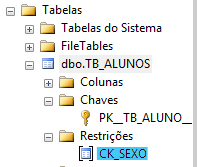 Tabelas
Tabelas do Sistema
FileTables
dbo.TB_ALUNOS
Colunas
Chaves
PK__TB_ALUNO__
Restrições
CK_SEXO